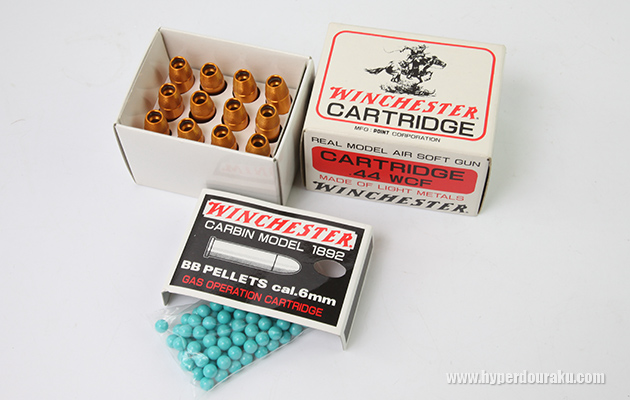 WINCHESTER
CARTRIDGE
MFG : POINT CORPORATION
REAL MODEL AIR SOFT GUN
CARTRIDGE
.44 WCF
MADE OF LIGHT METALS
WINCHESTER
WINCHESTER
CARBIN MODEL 1892
BB PELLETS cal.6mm
GAS OPERATION CARTRIDGE
www.hyperdouraku.com